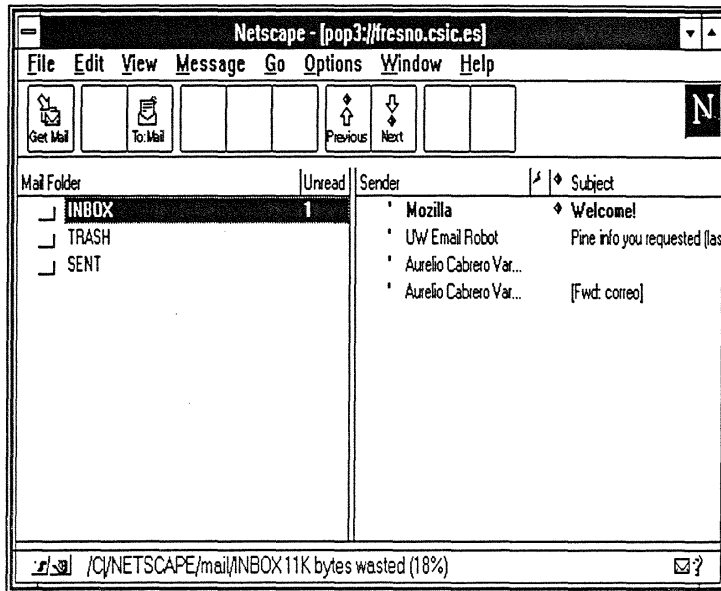 Netscape - [pop3://fresno.csic.es]
File Edit View Message Go Options Window Help
Get Mail To: Mail Previous Next N
Mail Folder Unread Sender Subject
INBOX 1 Mozilla Welcome!
TRASH UW Email Robot Pine info you requested (las
SENT Aurelio Cabrero Var...
Aurelio Cabrero Var... [Fwd: correo]
/C|/NETSCAPE/mail/INBOX 11K bytes wasted (18%)